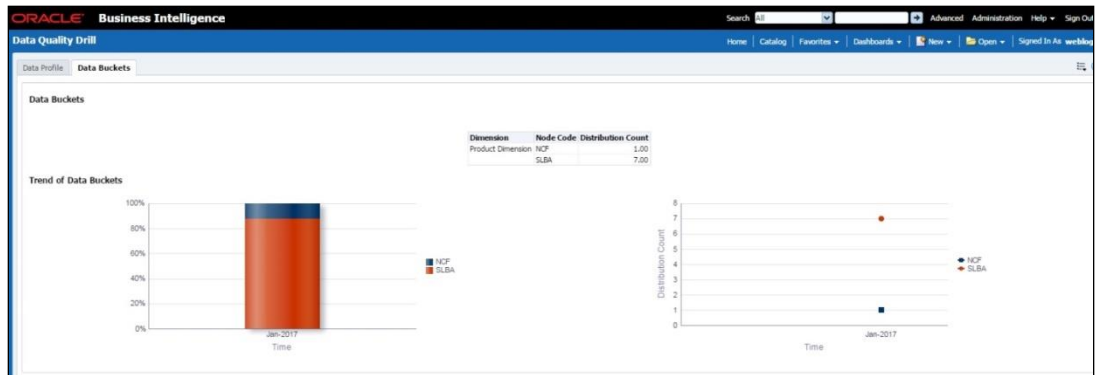 ORACLE Business Intelligence Search All Advanced Administration Help Sign Out
Data Quality Drill Home Catalog Favorites Dashboards New Open Signed In As weblog
Data Profile Data Buckets
Data Buckets
Dimension Node Code Distribution Count
Product Dimension NCF 1.00
SLBA 7.00
Trend of Data Buckets
100%
80%
60%
40%
20%
0%
Jan-2017
Time
NCF
SLBA
Distribution Count
8
7
6
5
4
3
2
1
0
Jan-2017
Time
NCF
SLBA